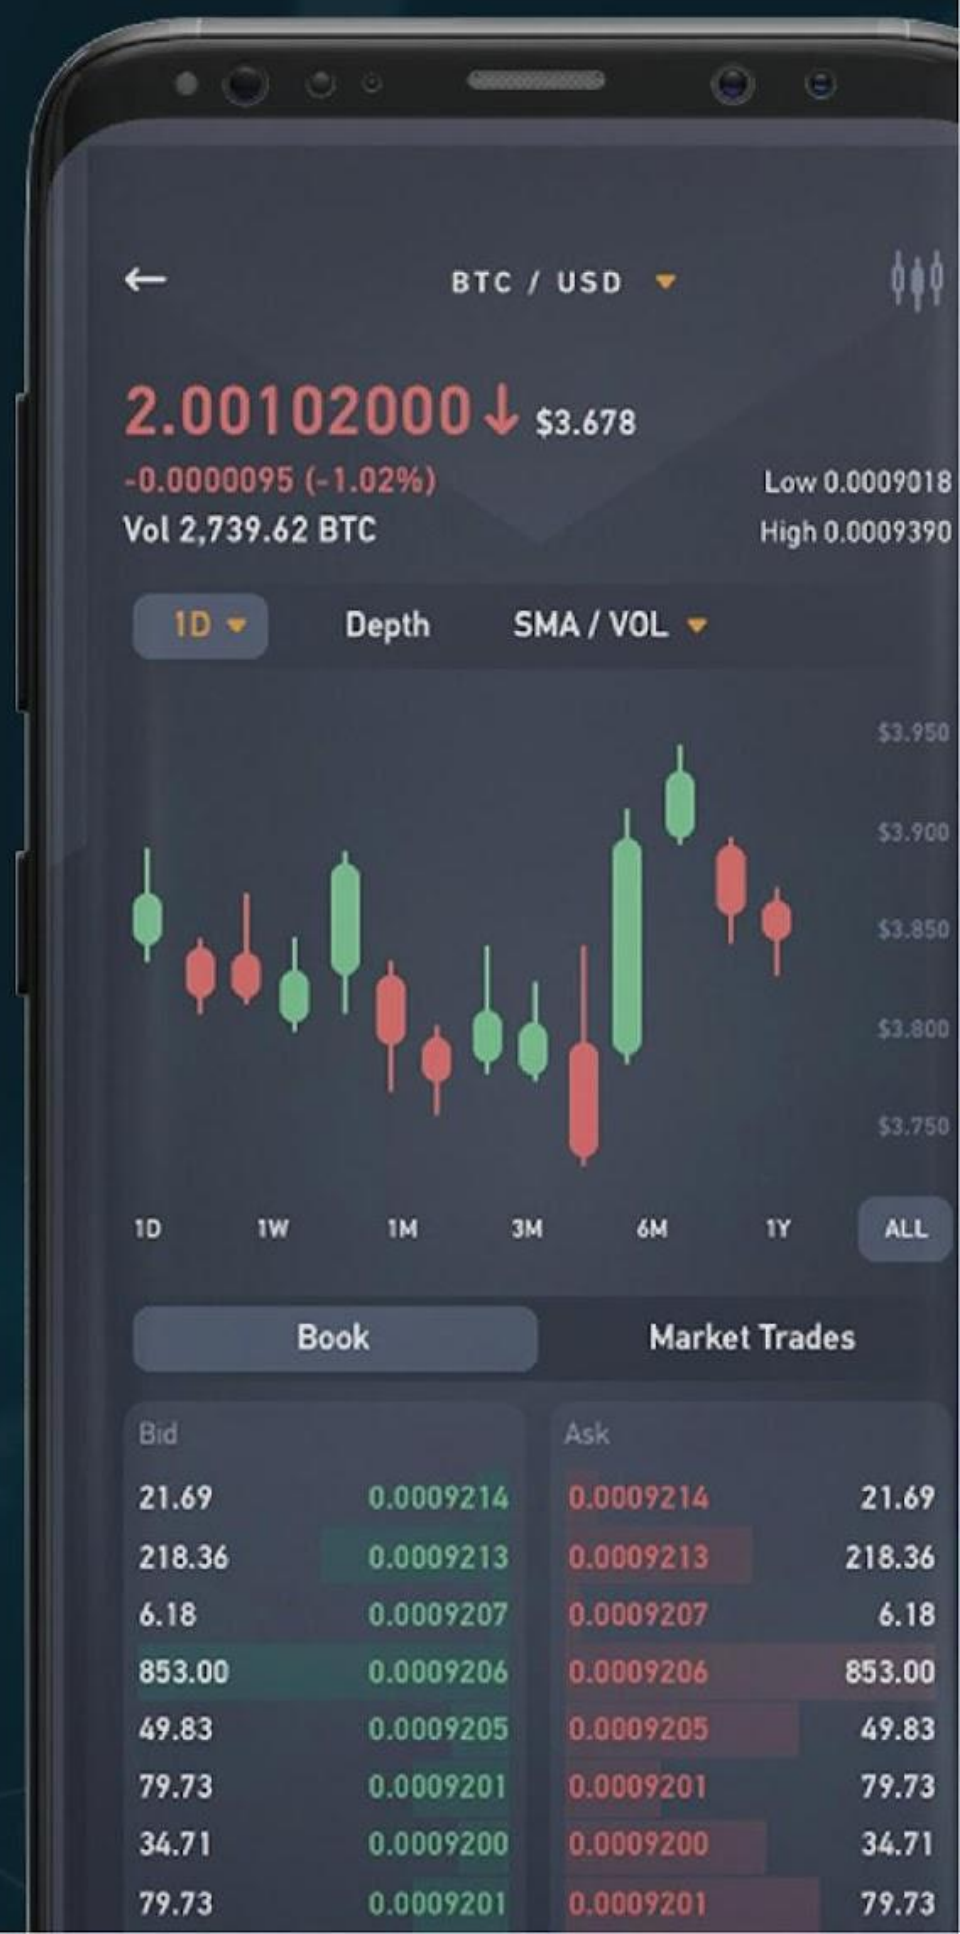 BTC / USD
2.00102000 $3.678
-0.0000095 (-1.02%) Low 0.0009018
Vol 2,739.62 BTC High 0.0009390
1D Depth SMA / VOL
$3.950
$3.900
$3.850
$3.800
$3.750
1D 1W 1M 3M 6M 1Y ALL
Book Market Trades
Bid Ask
21.69 0.0009214 0.0009214 21.69
218.36 0.0009213 0.0009213 218.36
6.18 0.0009207 0.0009207 6.18
853.00 0.0009206 0.0009206 853.00
49.83 0.0009205 0.0009205 49.83
79.73 0.0009201 0.0009201 79.73
34.71 0.0009200 0.0009200 34.71
79.73 0.0009201 0.0009201 79.73